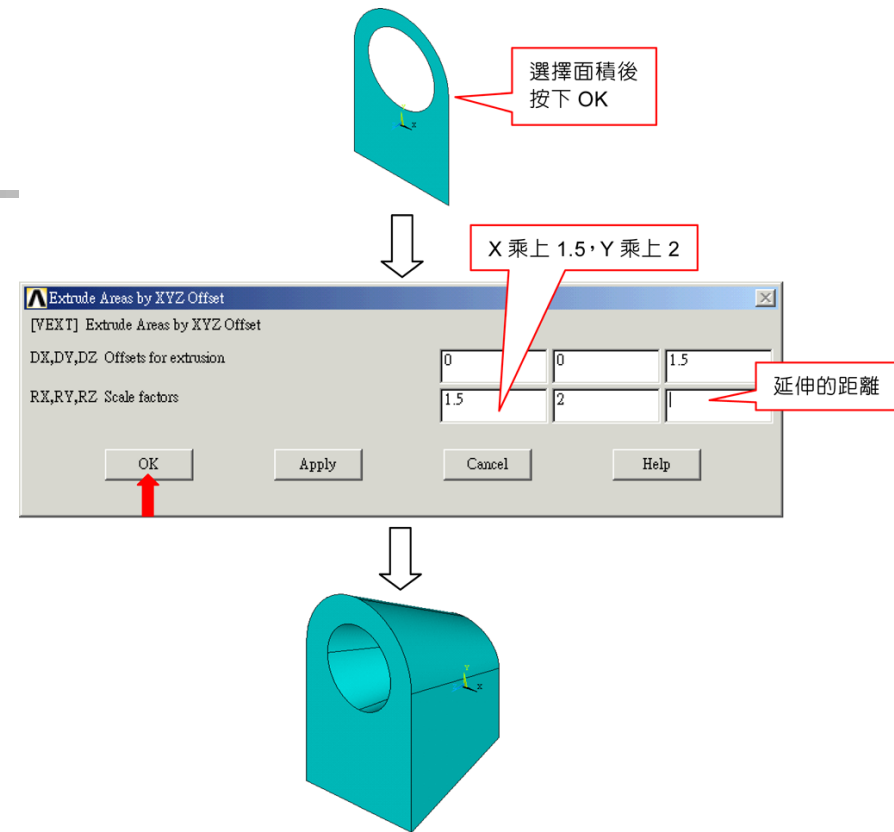 選擇面積後
按下 OK
X 乘上 1.5,Y 乘上 2
Extrude Areas by XYZ Offset
[VEXT] Extrude Areas by XYZ Offset
DX,DY,DZ Offsets for extrusion 0 0 1.5
延伸的距離
RX,RY,RZ Scale factors 1.5 2
OK Apply Cancel Help
Y
X